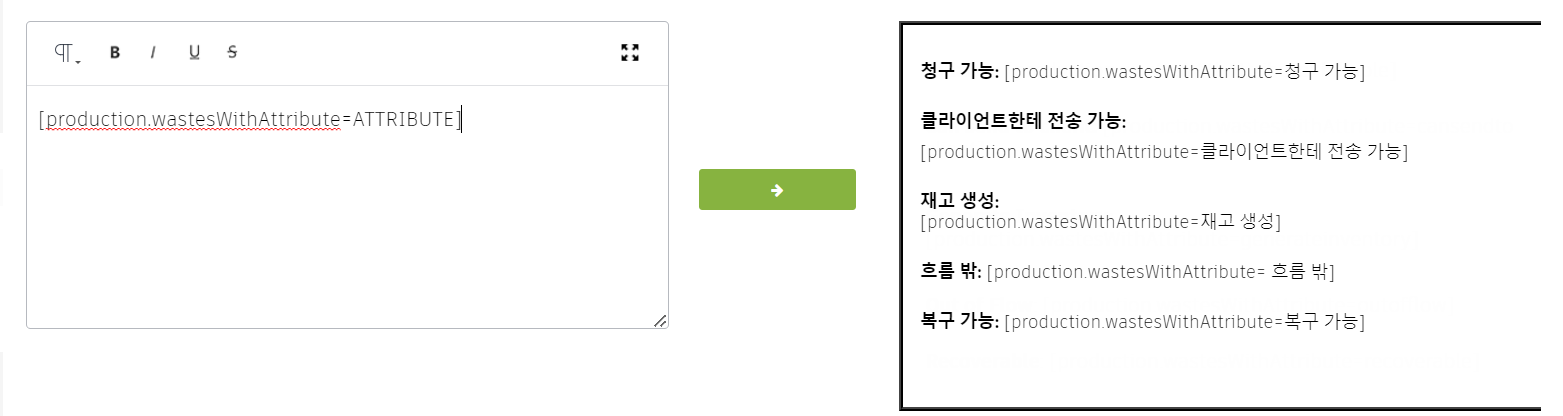 B I U S
[production.wastesWithAttribute=ATTRIBUTE]
청구 가능: [production.wastesWithAttribute=청구 가능]
클라이언트한테 전송 가능:
[production.wastesWithAttribute=클라이언트한테 전송 가능]
재고 생성:
[production.wastesWithAttribute=재고 생성]
흐름 밖: [production.wastesWithAttribute= 흐름 밖]
복구 가능: [production.wastesWithAttribute=복구 가능]